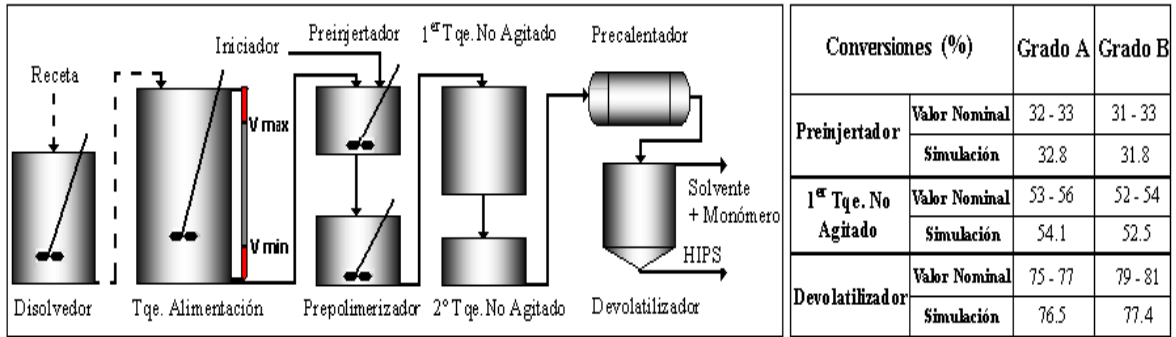 Receta
Iniciador
Preinjertador
1er Tqe. No Agitado
Precalentador
V max
V min
Solvente
+ Monómero
HIPS
Disolvedor
Tqe. Alimentación
Prepolimerizador
2º Tqe. No Agitado
Devolatilizador
Conversiones (%) Grado A Grado B
Preinjertador Valor Nominal 32 - 33 31 - 33
Simulación 32.8 31.8
1er Tqe. No Agitado Valor Nominal 53 - 56 52 - 54
Simulación 54.1 52.5
Devolatilizador Valor Nominal 75 - 77 79 - 81
Simulación 76.5 77.4